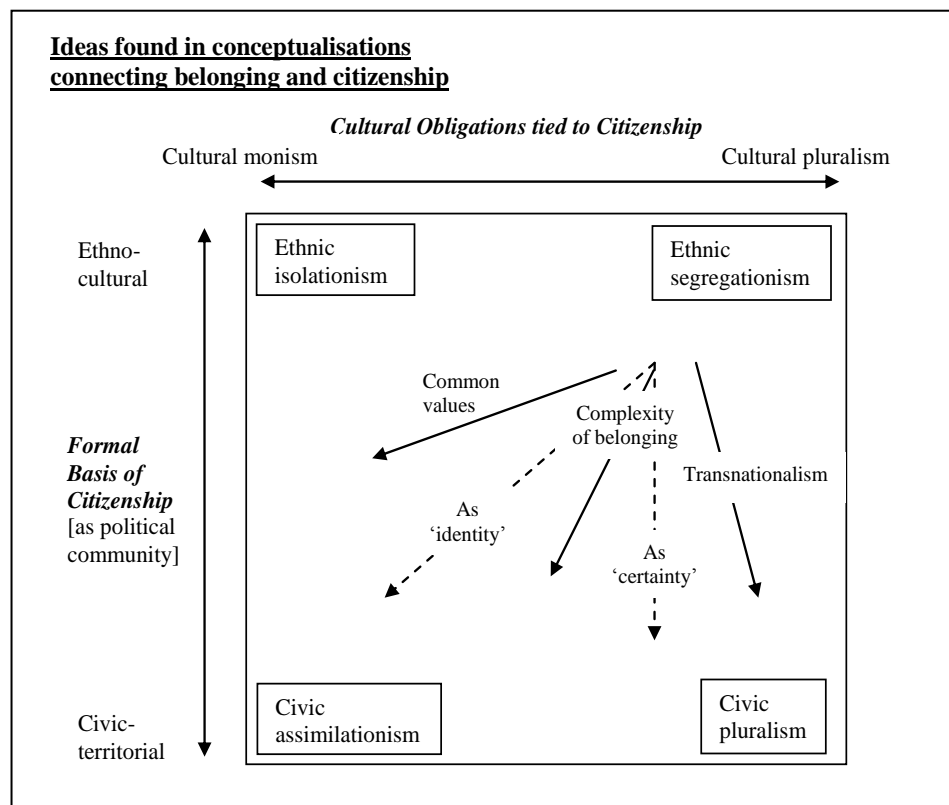 Ideas found in conceptualisations
connecting belonging and citizenship
Cultural Obligations tied to Citizenship
Cultural monism
Cultural pluralism
Ethno-
cultural
Ethnic
isolationism
Ethnic
segregationism
Common
values
Complexity
of belonging
Formal
Basis of
Citizenship
[as political
community]
Transnationalism
As
‘identity’
As
‘certainty’
Civic-
territorial
Civic
assimilationism
Civic
pluralism